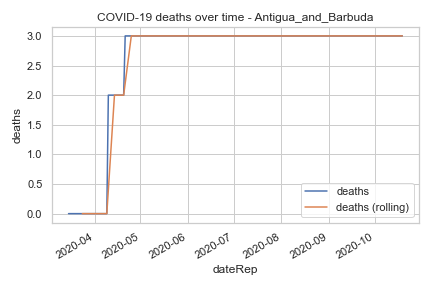 COVID-19 deaths over time - Antigua_and_Barbuda
deaths
3.0
2.5
2.0
1.5
1.0
0.5
0.0
deaths
deaths (rolling)
2020-04
2020-05
2020-06
2020-07
2020-08
2020-09
2020-10
dateRep